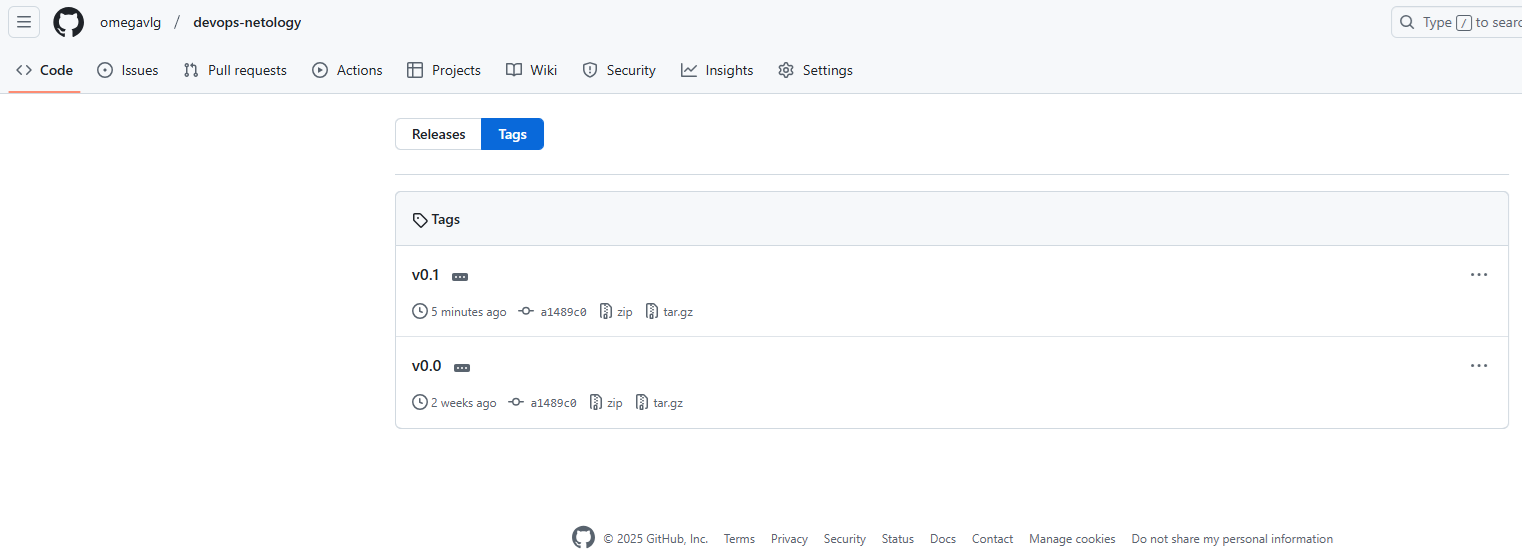 omegavlg / devops-netology Type / to searc
Code Issues Pull requests Actions Projects Wiki Security Insights Settings
Releases Tags
Tags
v0.1
5 minutes ago a1489c0 zip tar.gz
v0.0
2 weeks ago a1489c0 zip tar.gz
© 2025 GitHub, Inc. Terms Privacy Security Status Docs Contact Manage cookies Do not share my personal information